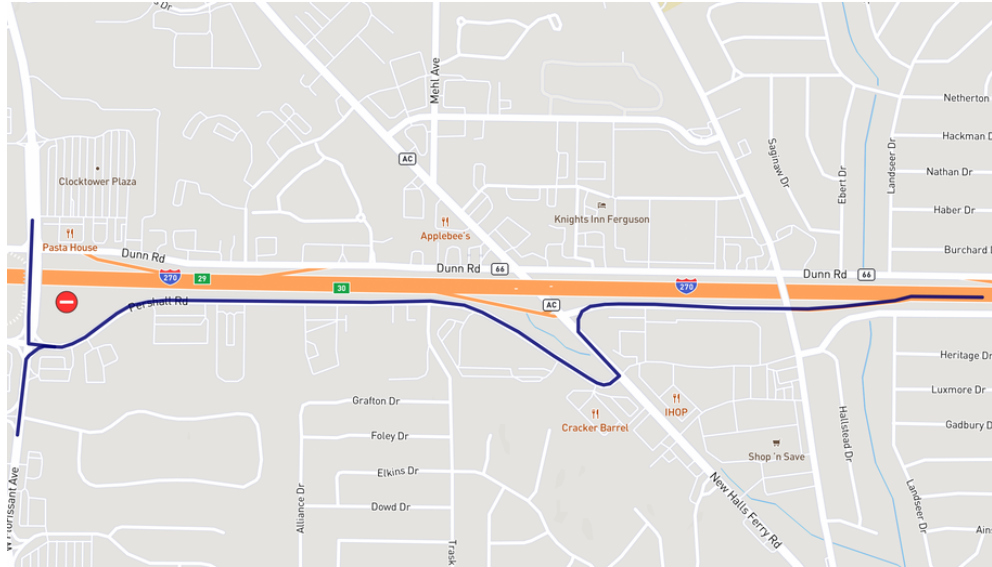 Mehl Ave
AC
Clocktower Plaza
Pasta House
Applebee's
Knights Inn Ferguson
Saginaw Dr
Ebert Dr
Landseer Dr
Netherton
Hackman D
Nathan Dr
Haber Dr
Burchard D
Dunn Rd
270
29
30
Dunn Rd
66
270
Dunn Rd
66
Pershall Rd
AC
Grafton Dr
Foley Dr
Elkins Dr
Dowd Dr
Alliance Dr
Trask
Cracker Barrel
IHOP
Shop 'n Save
New Halls Ferry Rd
Hallstead Dr
Heritage Dr
Luxmore Dr
Gadbury D
Landseer Dr
Ains
W Florissant Ave